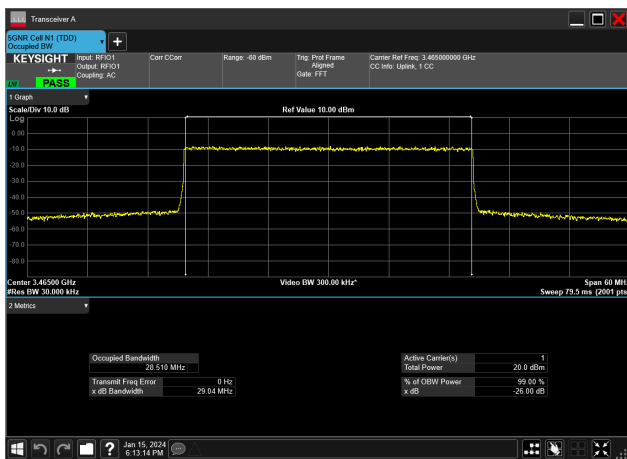 Transceiver A
5GNR Cell N1 (TDD)
Occupied BW
KEYSIGHT
LXI
PASS
Input: RFIO1
Output: RFIO1
Coupling: AC
Corr CCorr
Range: -60 dBm
Trig: Prot Frame
Aligned
Gate: FFT
Carrier Ref Freq: 3.465000000 GHz
CC Info: Uplink, 1 CC
1 Graph
Scale/Div 10.0 dB
Ref Value 10.00 dBm
Log
0.00
-10.0
-20.0
-30.0
-40.0
-50.0
-60.0
-70.0
-80.0
Center 3.46500 GHz
Video BW 300.00 kHz*
Span 60 MH
#Res BW 30.000 kHz
Sweep 79.5 ms (2001 pts
2 Metrics
Occupied Bandwidth
28.510 MHz
Active Carrier(s) 1
Total Power 20.0 dBm
Transmit Freq Error 0 Hz
x dB Bandwidth 29.04 MHz
% of OBW Power 99.00 %
x dB -26.00 dB
?
Jan 15, 2024
6:13:14 PM